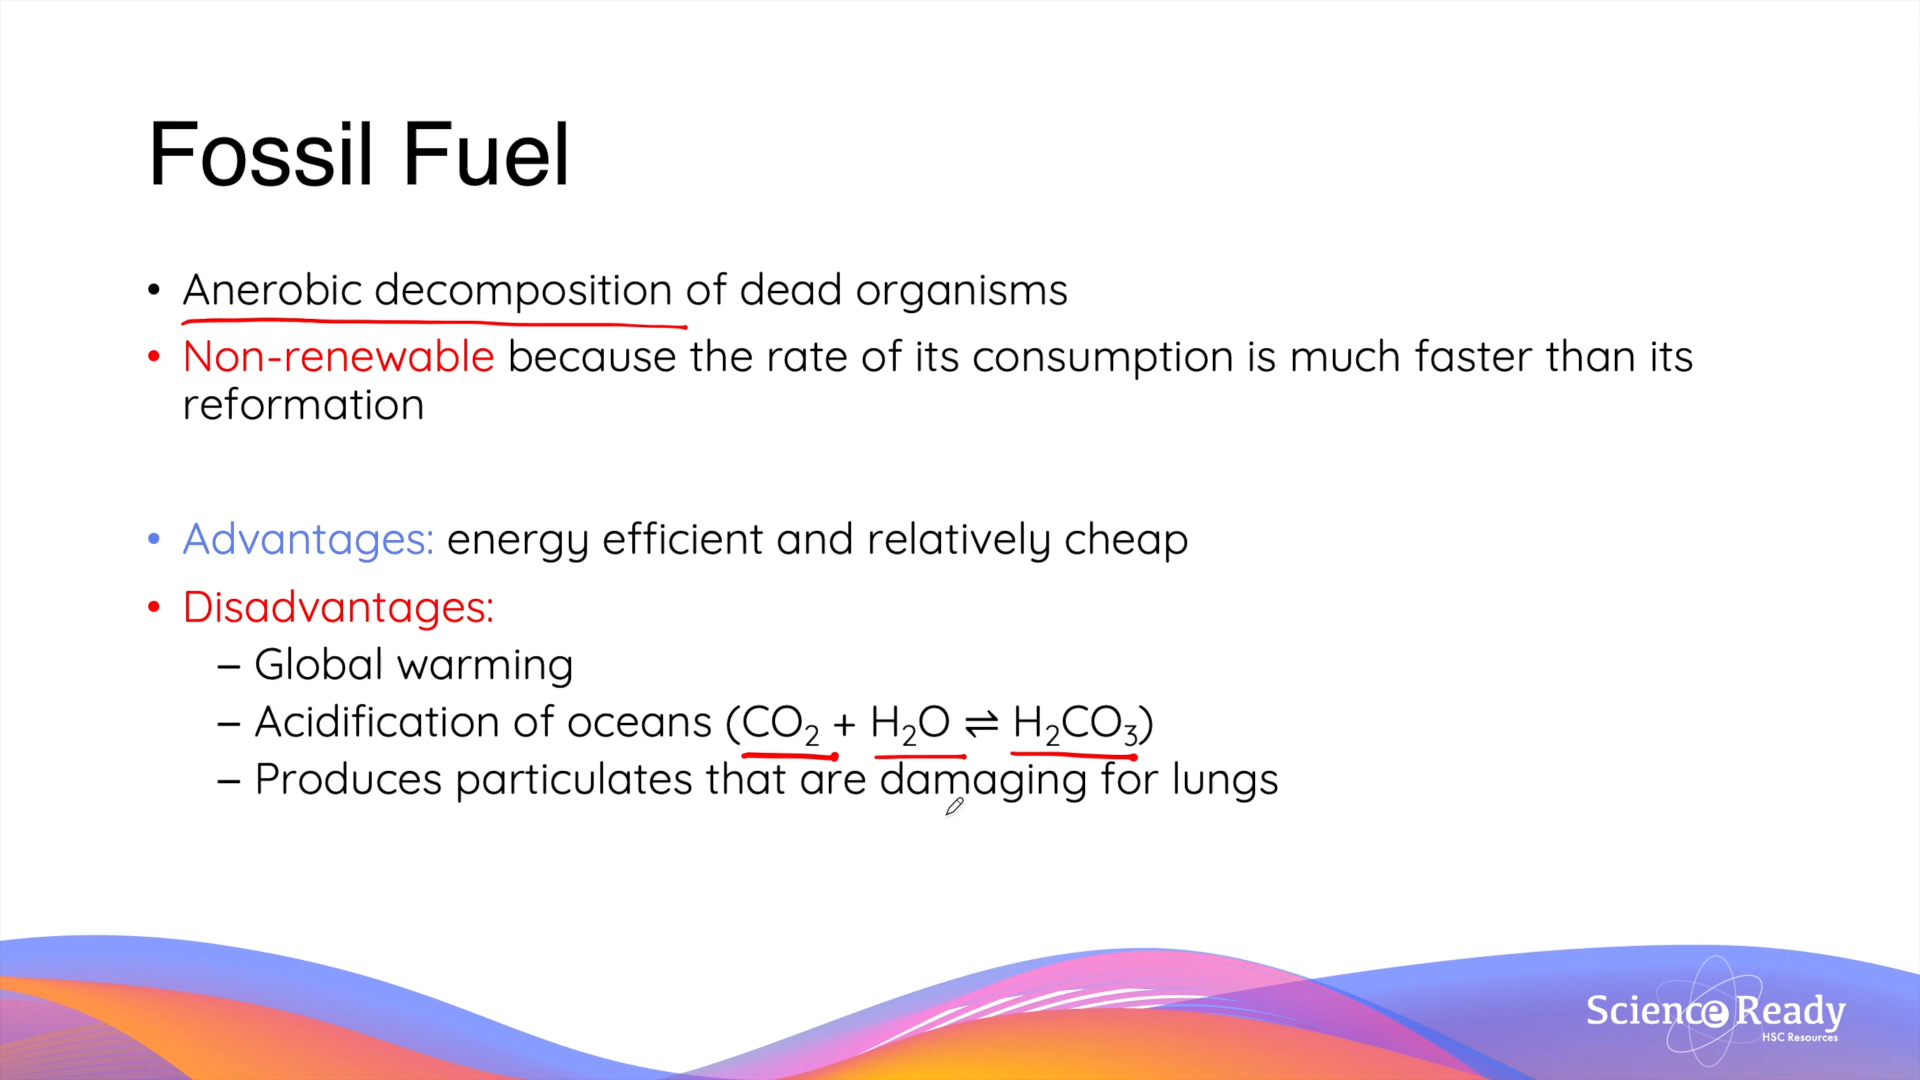 Fossil Fuel
• Anerobic decomposition of dead organisms
• Non-renewable because the rate of its consumption is much faster than its
reformation
• Advantages: energy efficient and relatively cheap
• Disadvantages:
– Global warming
– Acidification of oceans (CO₂ + H₂O ⇌ H₂CO₃)
– Produces particulates that are damaging for lungs
Science Ready
HSC Resources